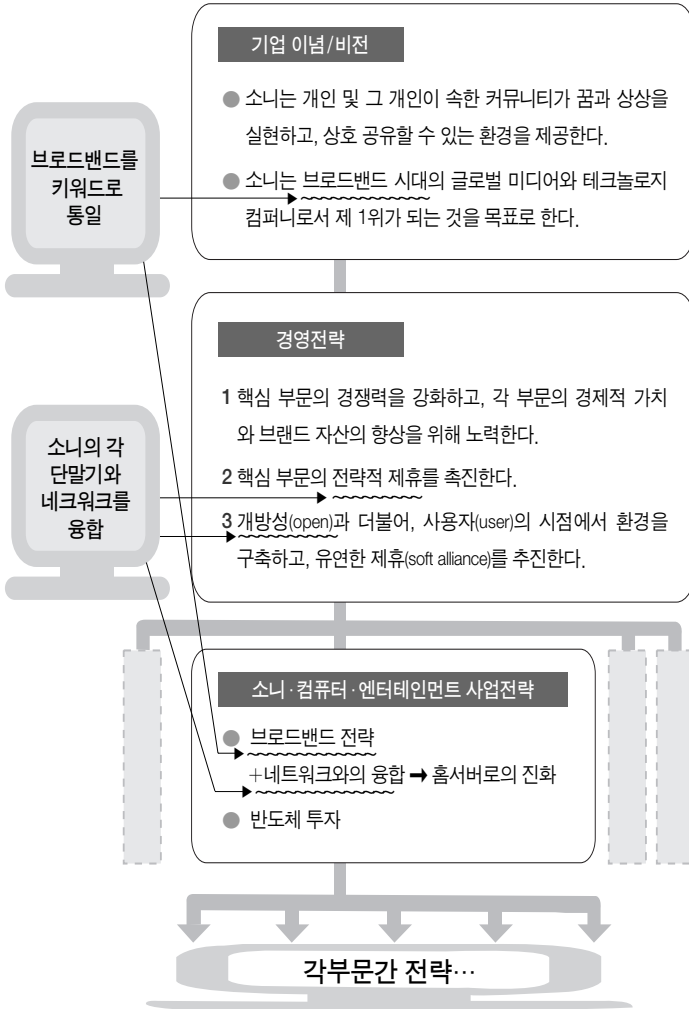 기업 이념/비전
● 소니는 개인 및 그 개인이 속한 커뮤니티가 꿈과 상상을
실현하고, 상호 공유할 수 있는 환경을 제공한다.
● 소니는 브로드밴드 시대의 글로벌 미디어와 테크놀로지
컴퍼니로서 제 1위가 되는 것을 목표로 한다.
브로드밴드를
키워드로
통일
경영전략
1 핵심 부문의 경쟁력을 강화하고, 각 부문의 경제적 가치
와 브랜드 자산의 향상을 위해 노력한다.
2 핵심 부문의 전략적 제휴를 촉진한다.
3 개방성(open)과 더불어, 사용자(user)의 시점에서 환경을
구축하고, 유연한 제휴(soft alliance)를 추진한다.
소니의 각
단말기와
네크워크를
융합
소니·컴퓨터·엔터테인먼트 사업전략
● 브로드밴드 전략
+네트워크와의 융합 → 홈서버로의 진화
● 반도체 투자
각부문간 전략…